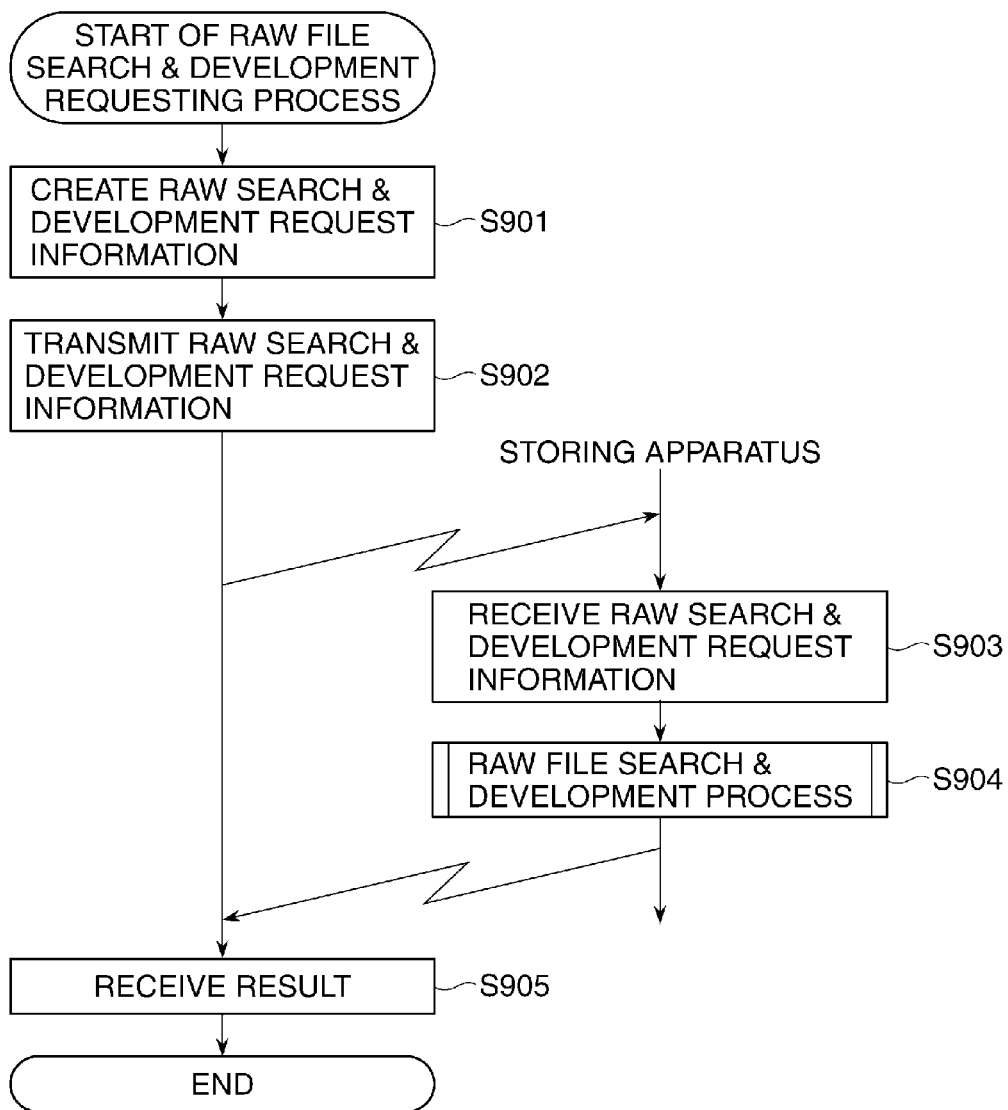 START OF RAW FILE
SEARCH & DEVELOPMENT
REQUESTING PROCESS
CREATE RAW SEARCH &
DEVELOPMENT REQUEST
INFORMATION
S901
TRANSMIT RAW SEARCH &
DEVELOPMENT REQUEST
INFORMATION
S902
STORING APPARATUS
RECEIVE RAW SEARCH &
DEVELOPMENT REQUEST
INFORMATION
S903
RAW FILE SEARCH &
DEVELOPMENT PROCESS
S904
RECEIVE RESULT
S905
END